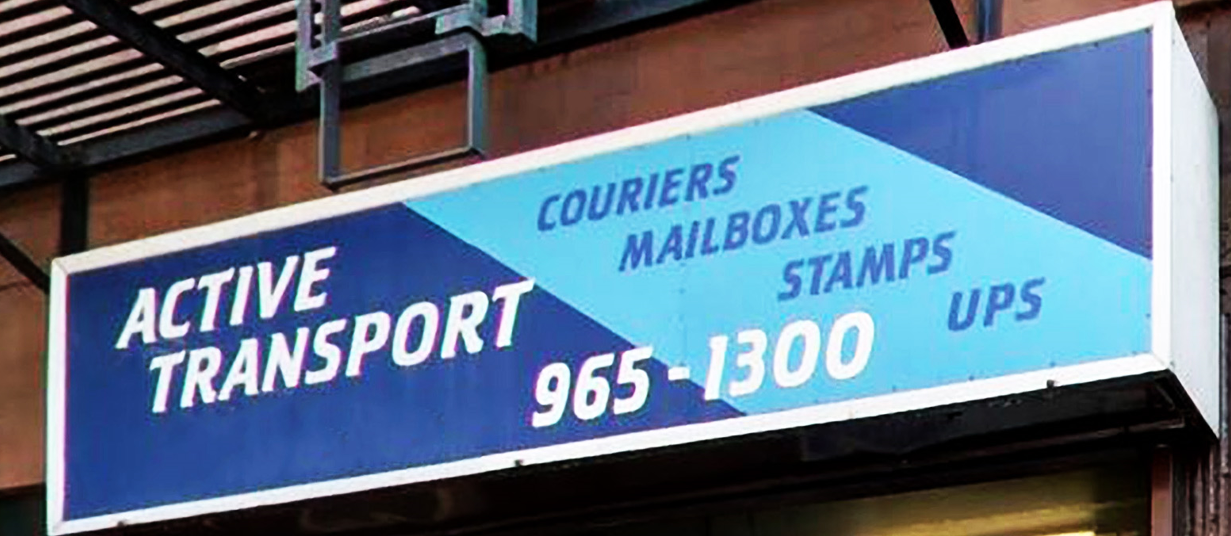 ACTIVE
TRANSPORT
965-1300
COURIERS
MAILBOXES
STAMPS
UPS